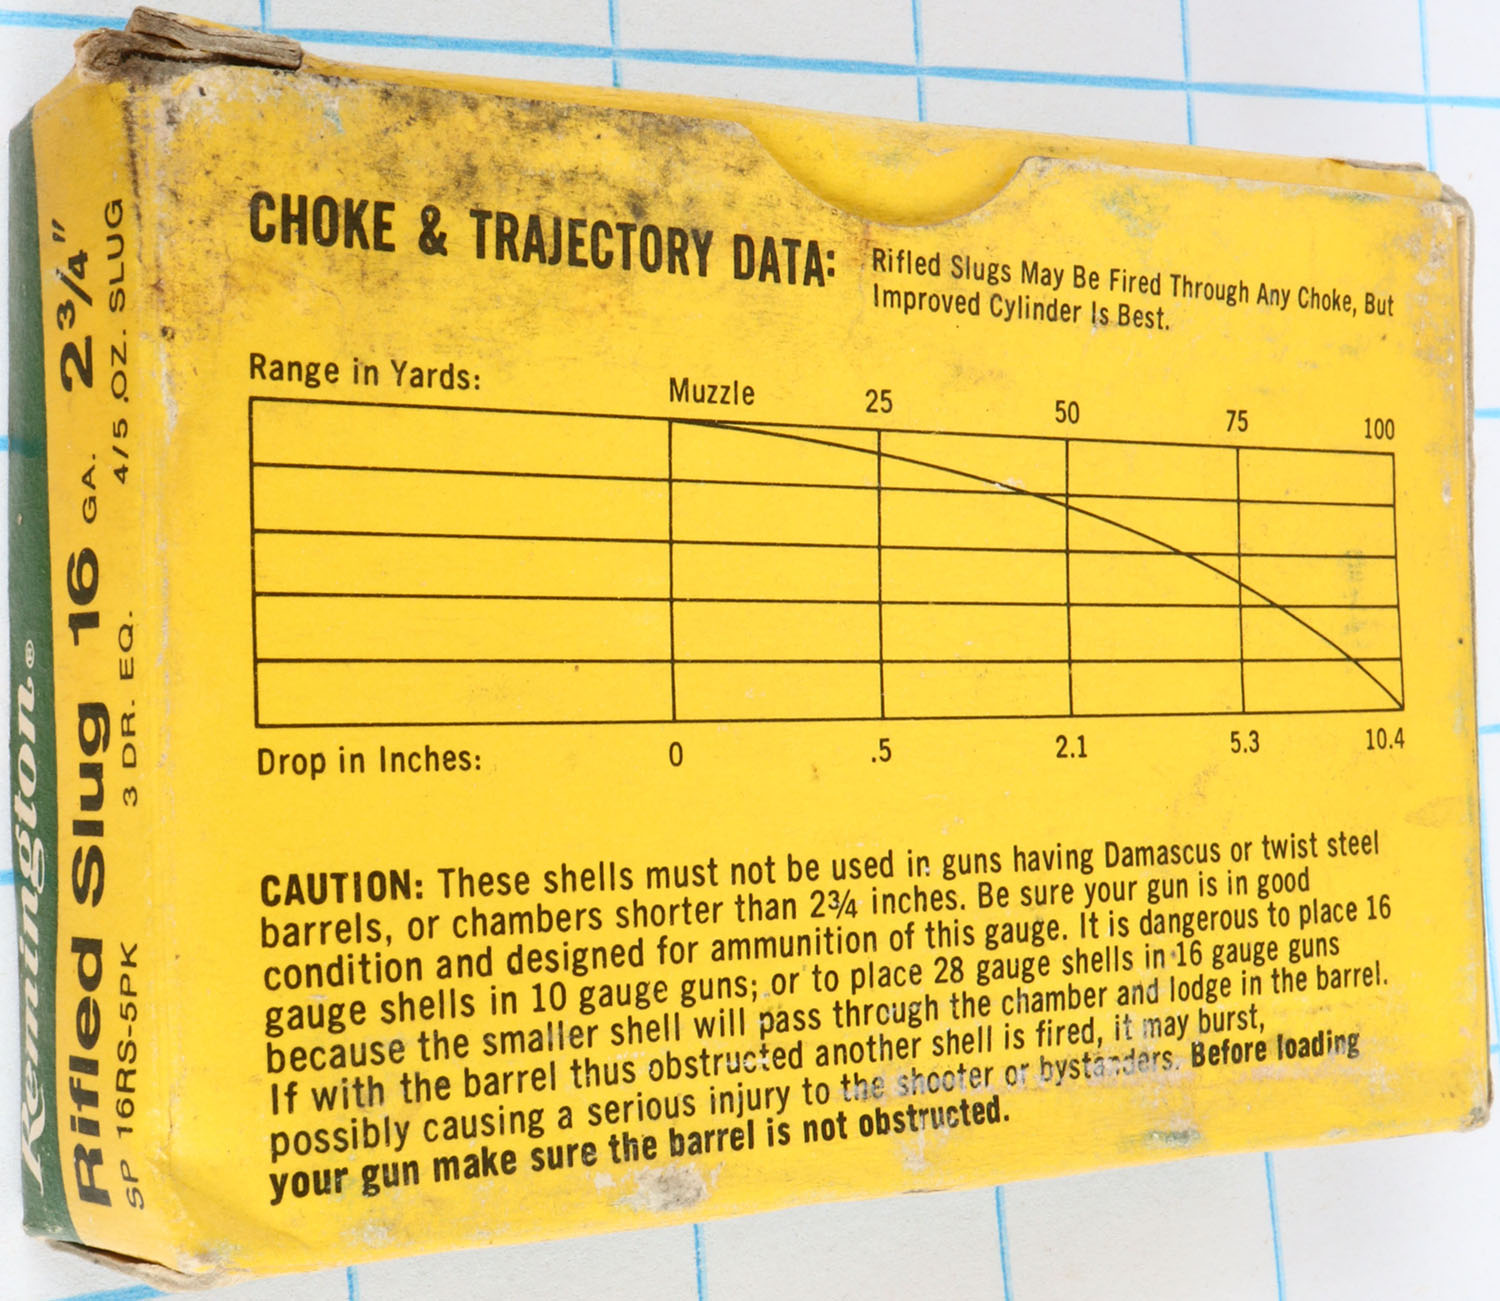 CHOKE & TRAJECTORY DATA:
Rifled Slugs May Be Fired Through Any Choke, But
Improved Cylinder Is Best.
Range in Yards:
Muzzle 25 50 75 100
Drop in Inches: 0 .5 2.1 5.3 10.4
CAUTION: These shells must not be used in guns having Damascus or twist steel
barrels, or chambers shorter than 2¾ inches. Be sure your gun is in good
condition and designed for ammunition of this gauge. It is dangerous to place 16
gauge shells in 10 gauge guns; or to place 28 gauge shells in 16 gauge guns
because the smaller shell will pass through the chamber and lodge in the barrel.
If with the barrel thus obstructed another shell is fired, it may burst,
possibly causing a serious injury to the shooter or bystanders. Before loading
your gun make sure the barrel is not obstructed.
Remington®
Rifled Slug 16 GA. 2¾"
SP 16RS-5PK 3 DR. EQ. 4/5 OZ. SLUG